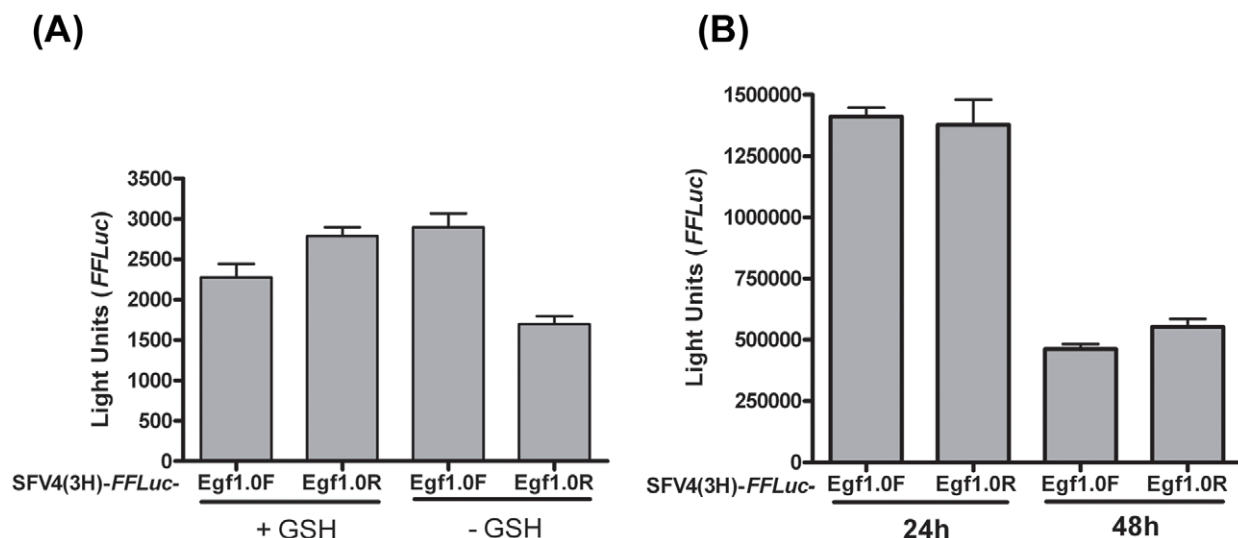 (A)
Light Units (FFLuc)
3500
3000
2500
2000
1500
1000
500
0
SFV4(3H)-FFLuc- Egf1.0F Egf1.0R Egf1.0F Egf1.0R
+ GSH - GSH
(B)
Light Units (FFLuc)
1500000
1250000
1000000
750000
500000
250000
0
SFV4(3H)-FFLuc- Egf1.0F Egf1.0R Egf1.0F Egf1.0R
24h 48h